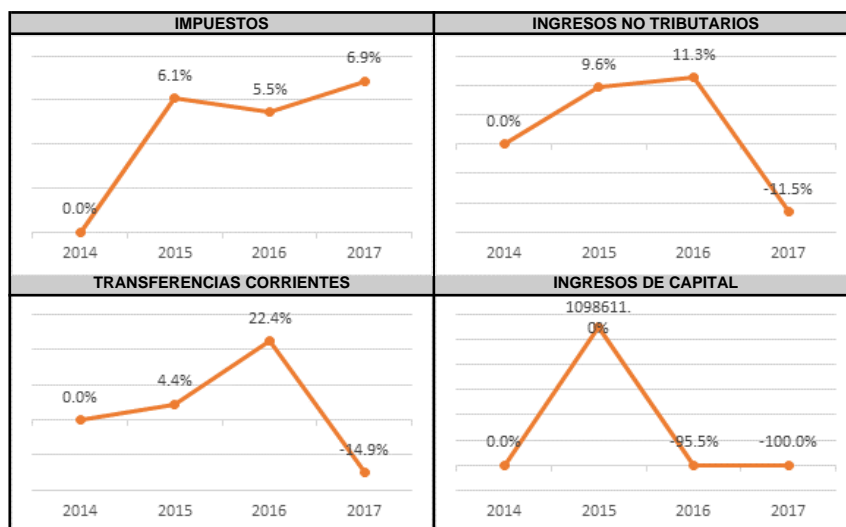 IMPUESTOS
6.9%
6.1%
5.5%
0.0%
2014 2015 2016 2017
INGRESOS NO TRIBUTARIOS
11.3%
9.6%
0.0%
-11.5%
2014 2015 2016 2017
TRANSFERENCIAS CORRIENTES
22.4%
4.4%
0.0%
-14.9%
2014 2015 2016 2017
INGRESOS DE CAPITAL
1098611.
0%
0.0% -95.5% -100.0%
2014 2015 2016 2017